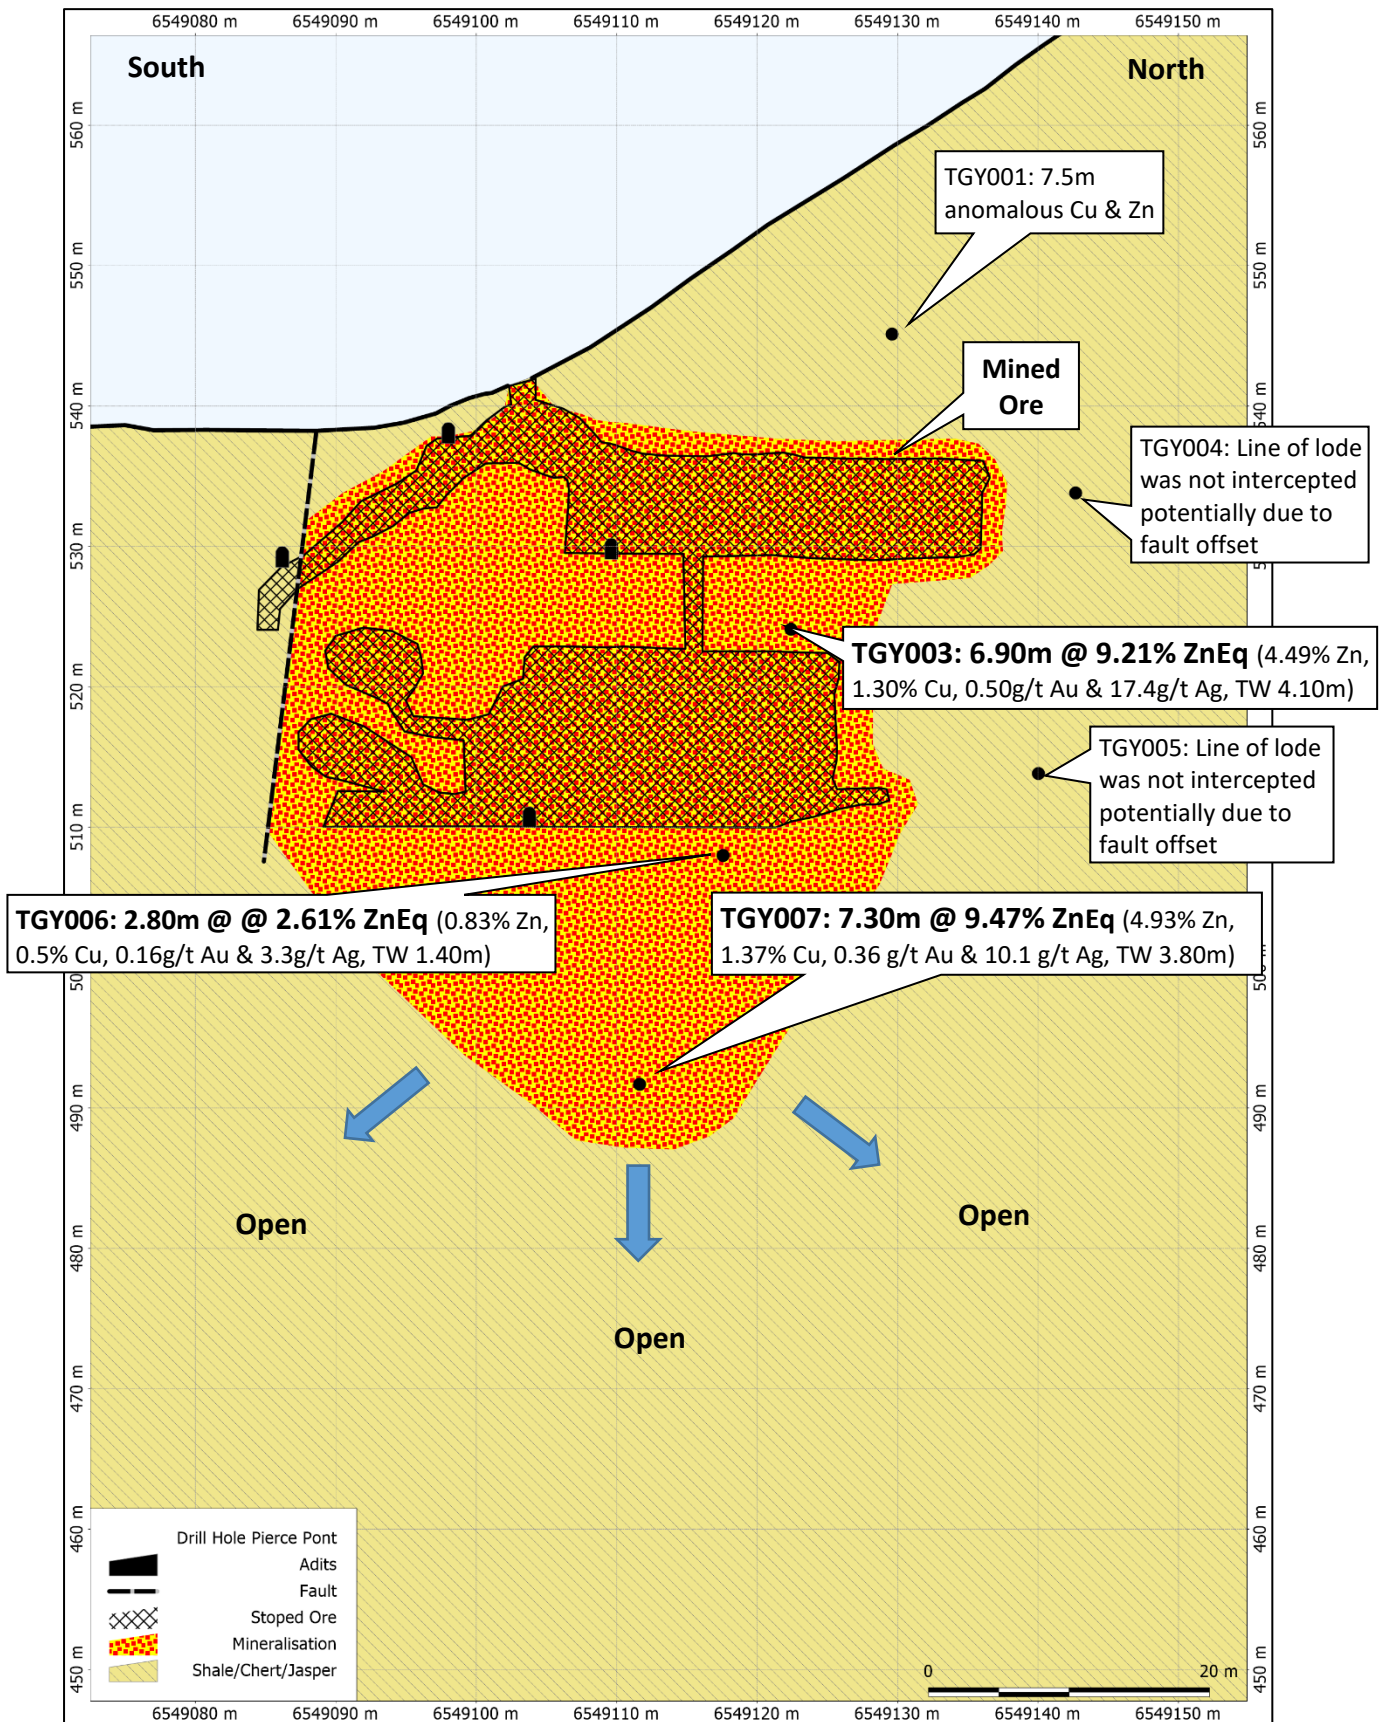 6549080 m 6549090 m 6549100 m 6549110 m 6549120 m 6549130 m 6549140 m 6549150 m
South
North
560 m
560 m
TGY001: 7.5m
anomalous Cu & Zn
550 m
550 m
Mined
Ore
540 m
540 m
TGY004: Line of lode
was not intercepted
potentially due to
fault offset
530 m
TGY003: 6.90m @ 9.21% ZnEq (4.49% Zn,
1.30% Cu, 0.50g/t Au & 17.4g/t Ag, TW 4.10m)
520 m
520 m
TGY005: Line of lode
was not intercepted
potentially due to
fault offset
510 m
510 m
TGY006: 2.80m @ @ 2.61% ZnEq (0.83% Zn,
0.5% Cu, 0.16g/t Au & 3.3g/t Ag, TW 1.40m)
TGY007: 7.30m @ 9.47% ZnEq (4.93% Zn,
1.37% Cu, 0.36 g/t Au & 10.1 g/t Ag, TW 3.80m)
490 m
490 m
Open
Open
480 m
480 m
Open
470 m
470 m
460 m
460 m
Drill Hole Pierce Pont
Adits
Fault
Stoped Ore
Mineralisation
Shale/Chert/Jasper
0 20 m
450 m
450 m
6549080 m 6549090 m 6549100 m 6549110 m 6549120 m 6549130 m 6549140 m 6549150 m